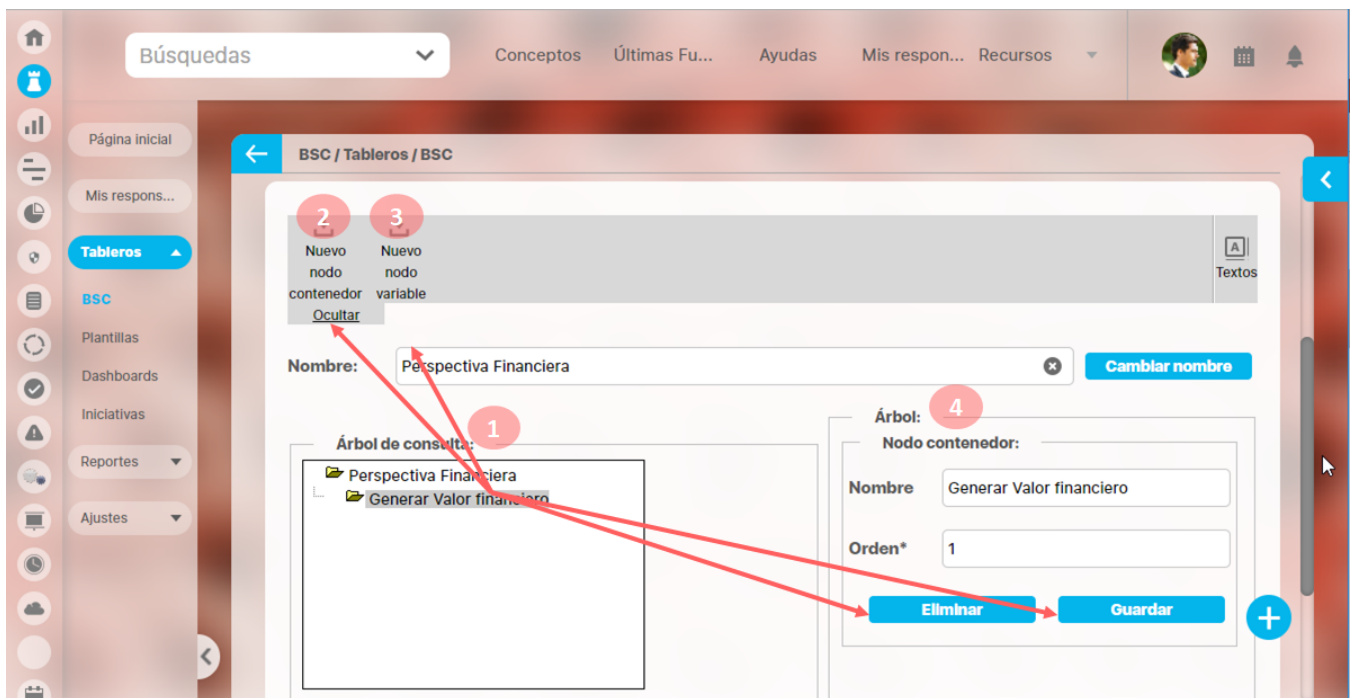 Búsquedas
Conceptos
Últimas Fu...
Ayudas
Mis respon...
Recursos
Página inicial
Mis respons...
Tableros
BSC
Plantillas
Dashboards
Iniciativas
Reportes
Ajustes
BSC / Tableros / BSC
2
3
Nuevo
nodo
contenedor
Nuevo
nodo
variable
Ocultar
A
Textos
Nombre:
Perspectiva Financiera
Cambiar nombre
1
Árbol de consulta:
Perspectiva Financiera
Generar Valor financiero
4
Árbol:
Nodo contenedor:
Nombre
Generar Valor financiero
Orden*
1
Eliminar
Guardar